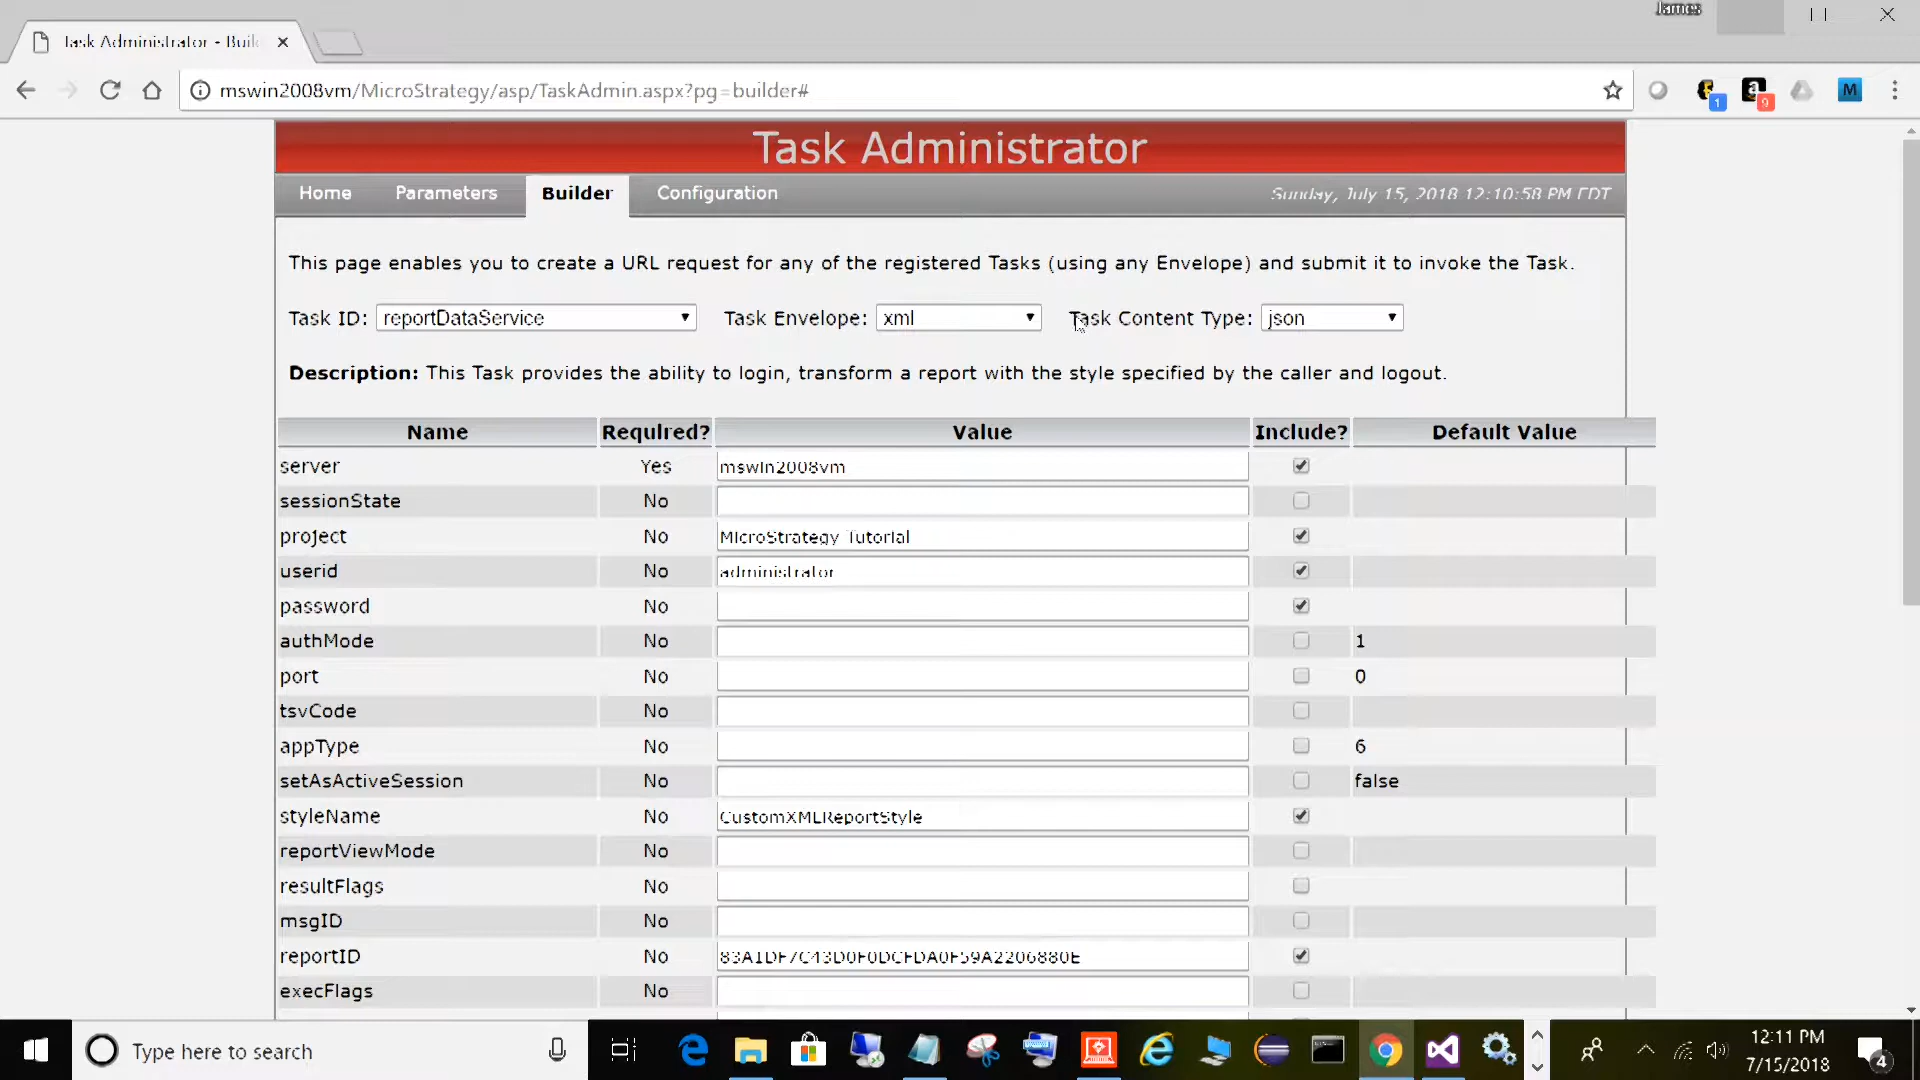 James
Task Administrator - Buil
mswin2008vm/MicroStrategy/asp/TaskAdmin.aspx?pg=builder#
1
9
M
Task Administrator
Home Parameters Builder Configuration Sunday, July 15, 2018 12:10:58 PM EDT
This page enables you to create a URL request for any of the registered Tasks (using any Envelope) and submit it to invoke the Task.
Task ID: reportDataService Task Envelope: xml Task Content Type: json
Description: This Task provides the ability to login, transform a report with the style specified by the caller and logout.
Name Required? Value Include? Default Value
server Yes mswin2008vm
sessionState No
project No MicroStrategy Tutorial
userid No administrator
password No
authMode No 1
port No 0
tsvCode No
appType No 6
setAsActiveSession No false
styleName No CustomXMLReportStyle
reportViewMode No
resultFlags No
msgID No
reportID No
execFlags No
Type here to search
12:11 PM
7/15/2018
4